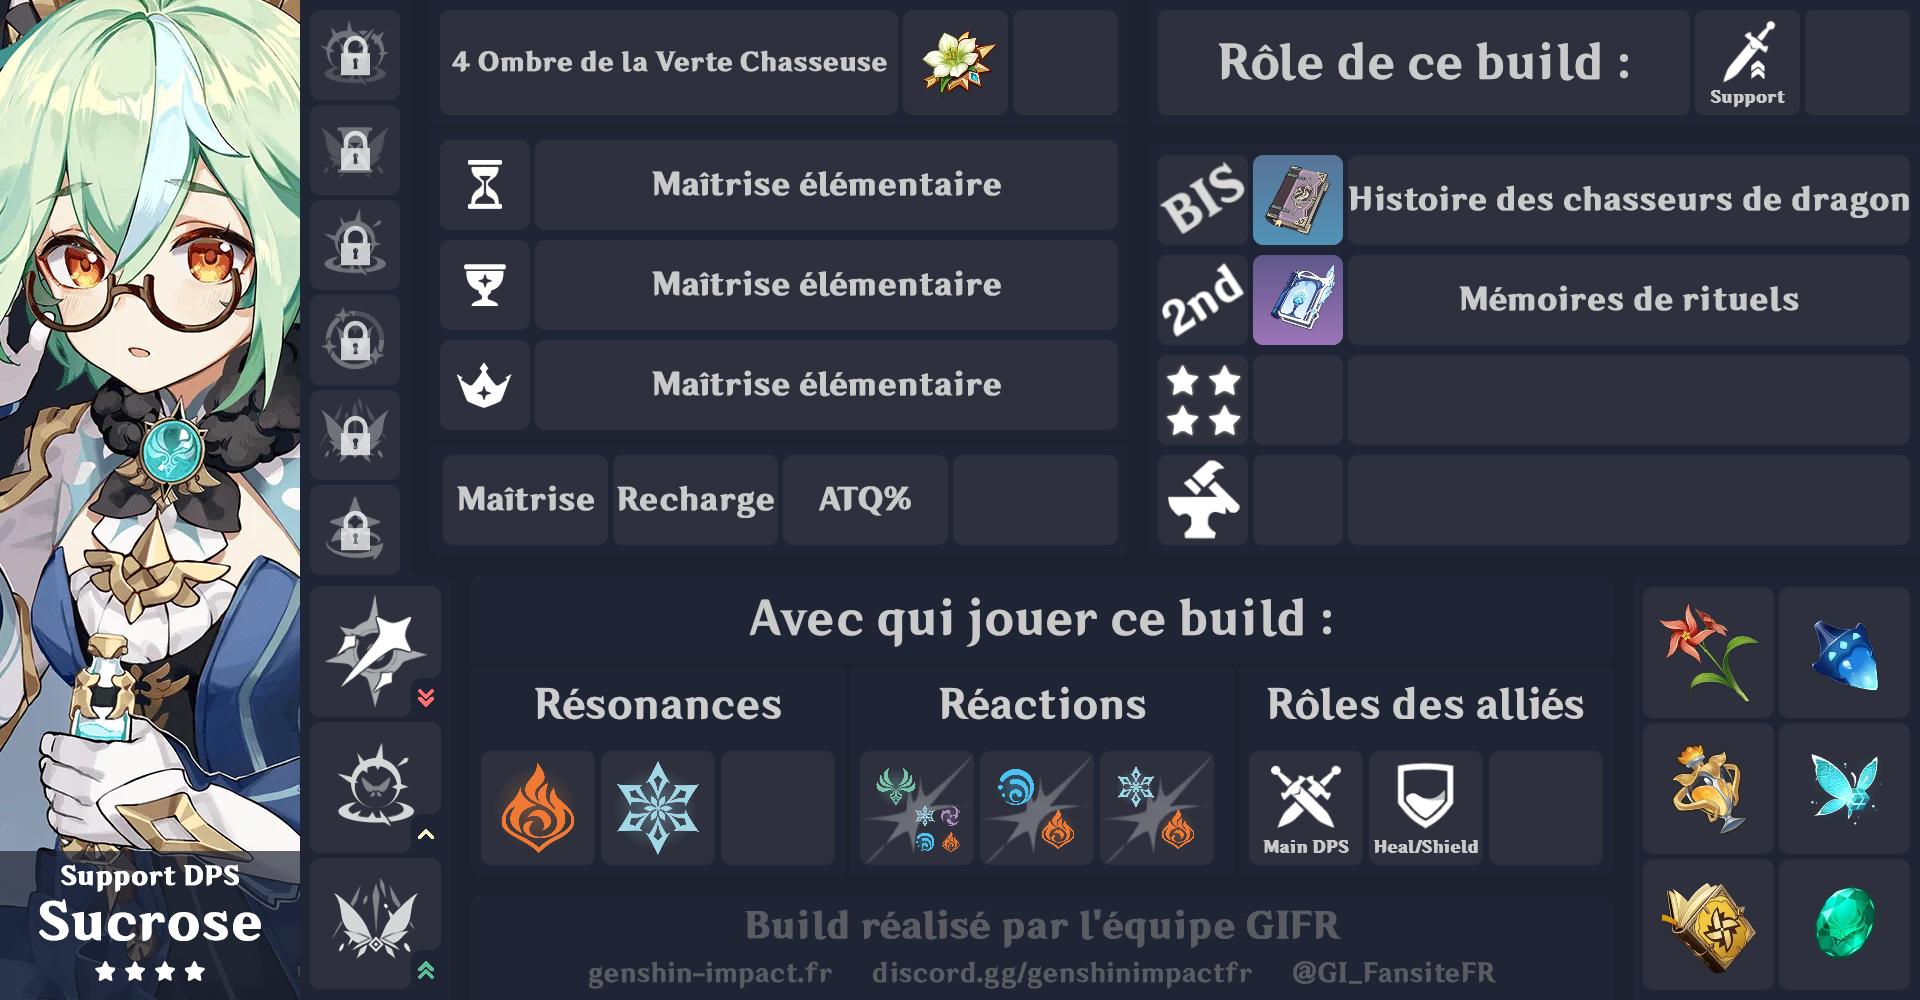 4 Ombre de la Verte Chasseuse
Rôle de ce build :
Support
Maîtrise élémentaire
Maîtrise élémentaire
Maîtrise élémentaire
Maîtrise
Recharge
ATQ%
BIS
Histoire des chasseurs de dragon
2nd
Mémoires de rituels
Avec qui jouer ce build :
Résonances
Réactions
Rôles des alliés
Main DPS
Heal/Shield
Support DPS
Sucrose
Build réalisé par l'équipe GIFR
genshin-impact.fr
discord.gg/genshinimpactfr
@GI_FansiteFR